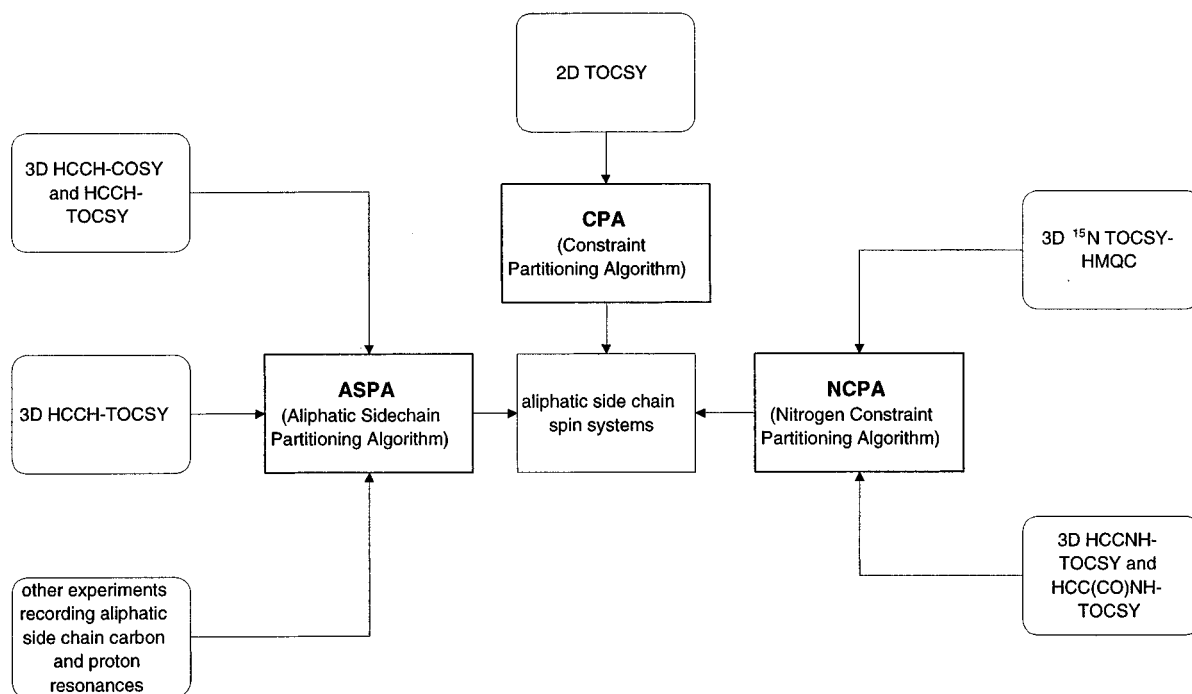 2D TOCSY
3D HCCH-COSY
and HCCH-
TOCSY
CPA
(Constraint
Partitioning Algorithm)
3D ¹⁵N TOCSY-
HMQC
3D HCCH-TOCSY
ASPA
(Aliphatic Sidechain
Partitioning Algorithm)
aliphatic side chain
spin systems
NCPA
(Nitrogen Constraint
Partitioning Algorithm)
other experiments
recording aliphatic
side chain carbon
and proton
resonances
3D HCCNH-
TOCSY and
HCC(CO)NH-
TOCSY